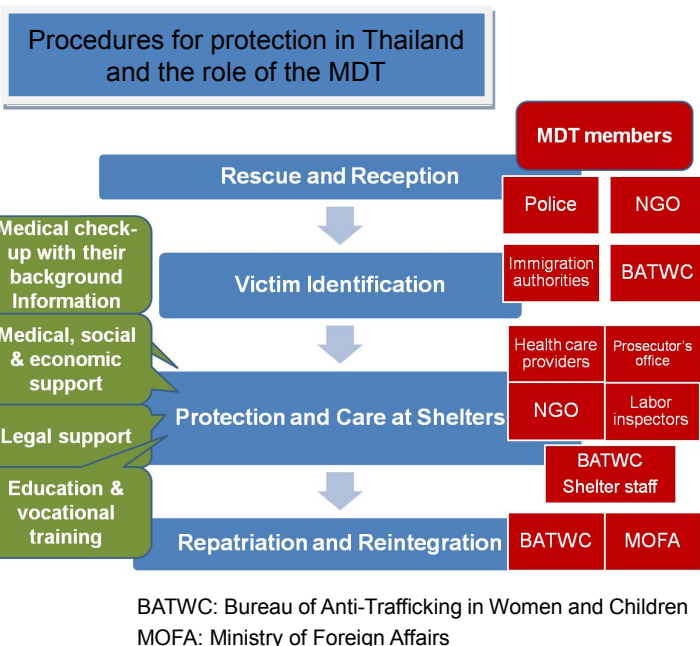 Procedures for protection in Thailand
and the role of the MDT
MDT members
Rescue and Reception
Police
NGO
Medical check-
up with their
background
Information
Victim Identification
Immigration
authorities
BATWC
Medical, social
& economic
support
Health care
providers
Prosecutor's
office
Legal support
Protection and Care at Shelters
NGO
Labor
inspectors
BATWC
Shelter staff
Education &
vocational
training
Repatriation and Reintegration
BATWC
MOFA
BATWC: Bureau of Anti-Trafficking in Women and Children
MOFA: Ministry of Foreign Affairs